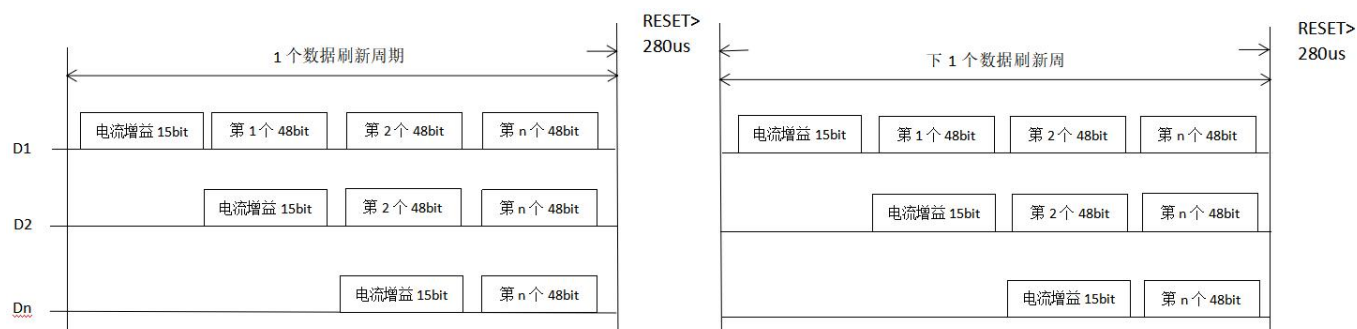 RESET>
280us
1 个数据刷新周期
RESET>
280us
下 1 个数据刷新周
D1
电流增益 15bit
第 1 个 48bit
第 2 个 48bit
第 n 个 48bit
电流增益 15bit
第 1 个 48bit
第 2 个 48bit
第 n 个 48bit
D2
电流增益 15bit
第 2 个 48bit
第 n 个 48bit
电流增益 15bit
第 2 个 48bit
第 n 个 48bit
Dn
电流增益 15bit
第 n 个 48bit
电流增益 15bit
第 n 个 48bit